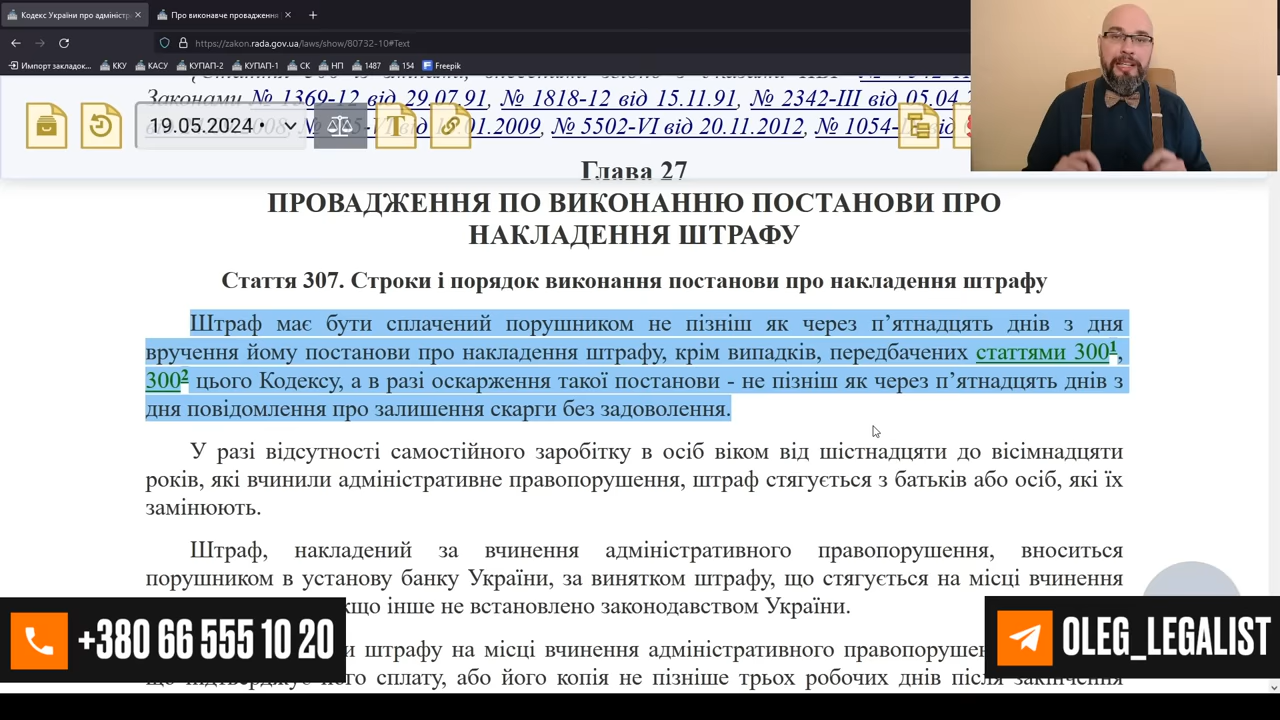 Кодекс України про адміністр
Про виконавче провадження
https://zakon.rada.gov.ua/laws/show/80732-10#Text
Импорт закладок... ККУ КАСУ КУПАП-2 КУПАП-1 СК НП 1487 154 Freepik
Законами № 1369-12 від 29.07.91, № 1818-12 від 15.11.91, № 2342-III від 05.04
19.05.2024 .01.2009, № 5502-VI від 20.11.2012, № 1054-
Глава 27
ПРОВАДЖЕННЯ ПО ВИКОНАННЮ ПОСТАНОВИ ПРО
НАКЛАДЕННЯ ШТРАФУ
Стаття 307. Строки і порядок виконання постанови про накладення штрафу
Штраф має бути сплачений порушником не пізніш як через п’ятнадцять днів з дня
вручення йому постанови про накладення штрафу, крім випадків, передбачених статтями 300¹,
300² цього Кодексу, а в разі оскарження такої постанови - не пізніш як через п’ятнадцять днів з
дня повідомлення про залишення скарги без задоволення.
У разі відсутності самостійного заробітку в осіб віком від шістнадцяти до вісімнадцяти
років, які вчинили адміністративне правопорушення, штраф стягується з батьків або осіб, які їх
замінюють.
Штраф, накладений за вчинення адміністративного правопорушення, вноситься
порушником в установу банку України, за винятком штрафу, що стягується на місці вчинення
кщо інше не встановлено законодавством України.
и штрафу на місці вчинення адміністративного правопорушен
його сплату, або його копія не пізніше трьох робочих днів після закінчення
+380 66 555 10 20
OLEG_LEGALIST